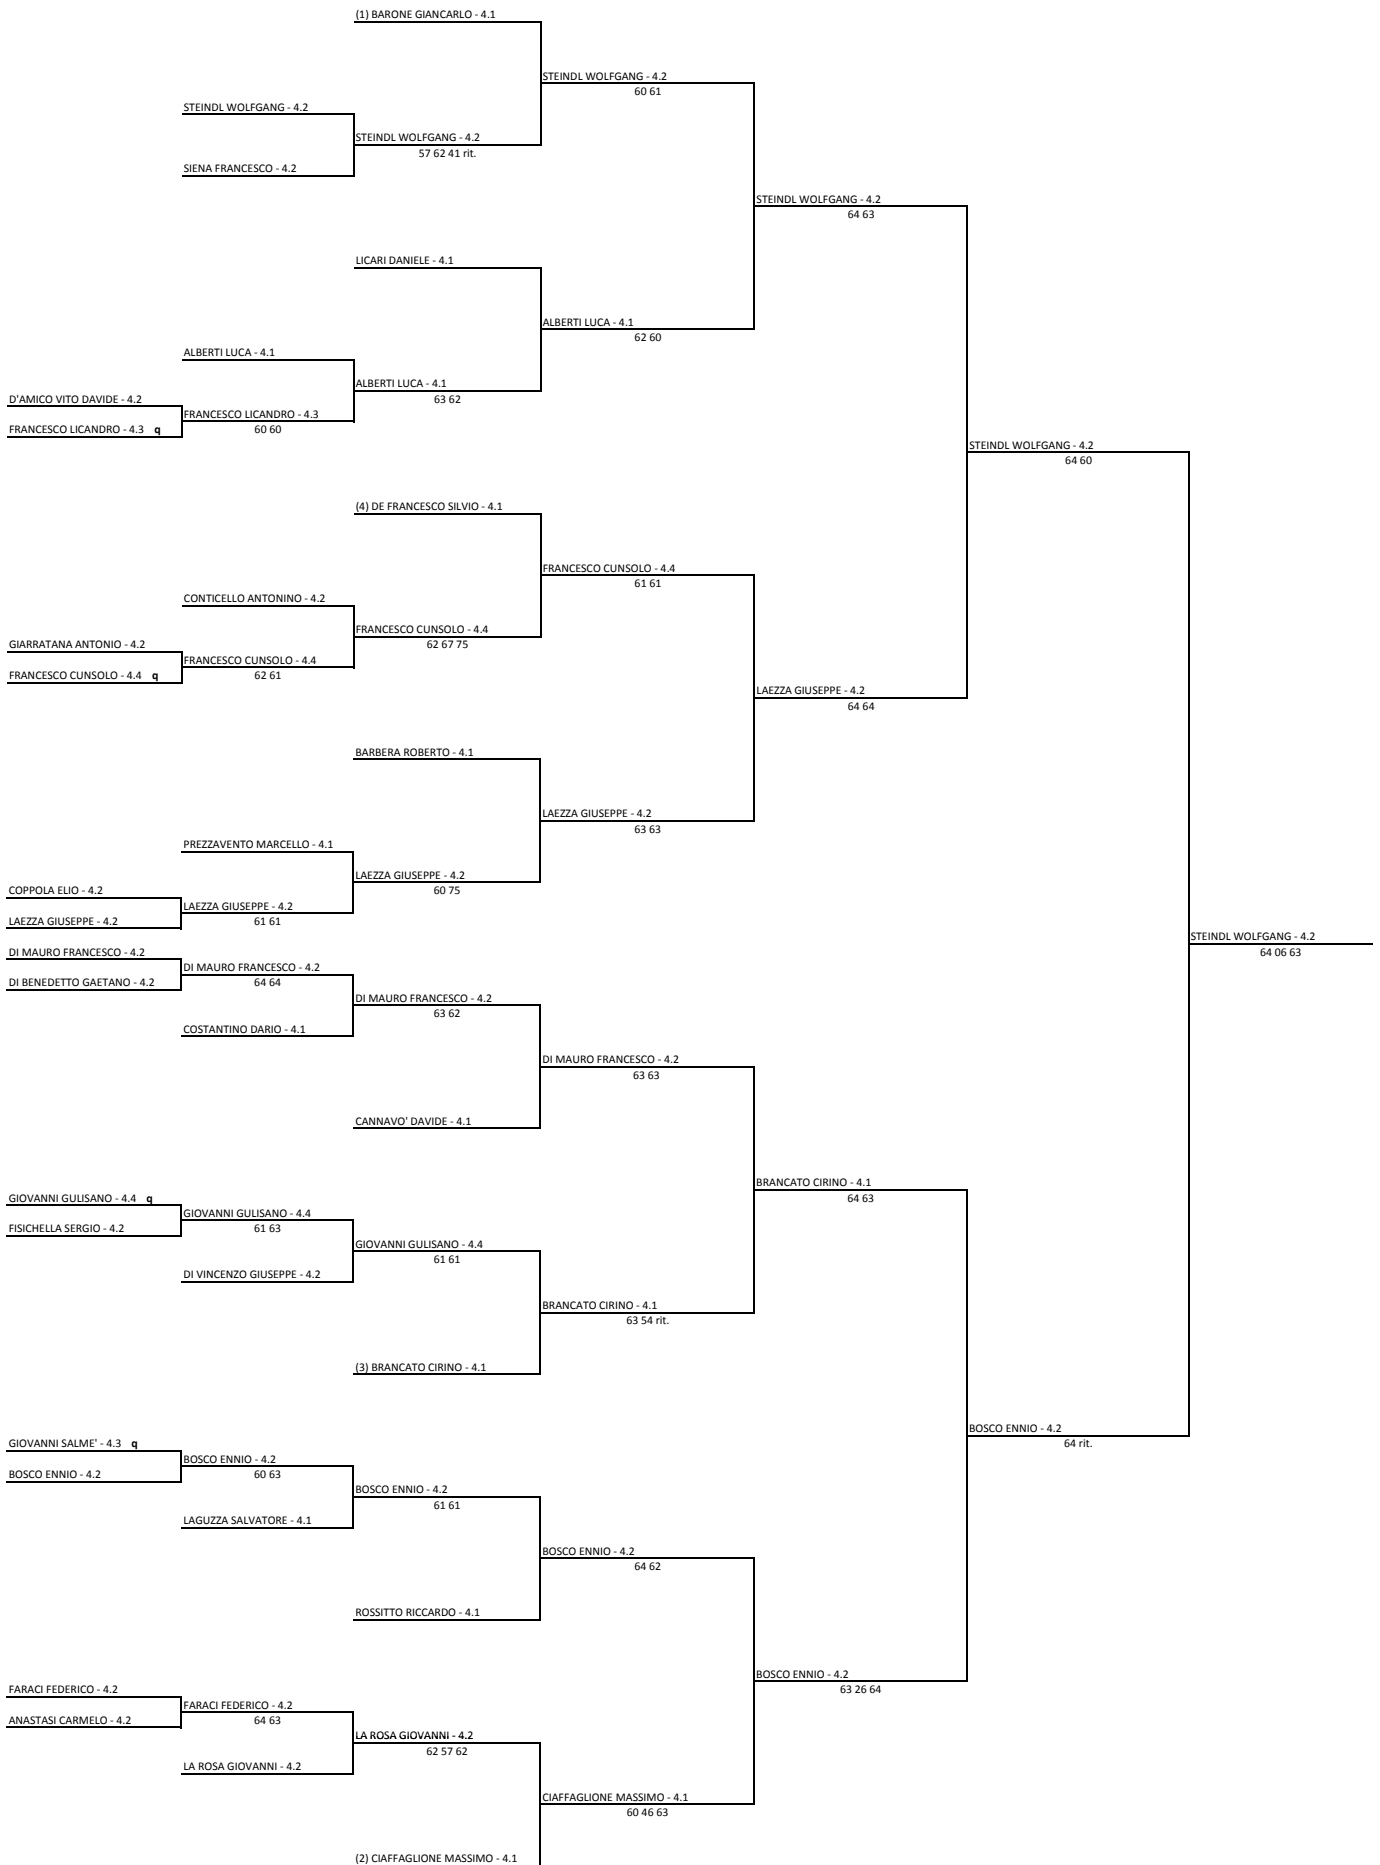 (1) BARONE GIANCARLO - 4.1
STEINDL WOLFGANG - 4.2
60 61
STEINDL WOLFGANG - 4.2
STEINDL WOLFGANG - 4.2
57 62 41 rit.
SIENA FRANCESCO - 4.2
STEINDL WOLFGANG - 4.2
64 63
LICARI DANIELE - 4.1
ALBERTI LUCA - 4.1
62 60
ALBERTI LUCA - 4.1
ALBERTI LUCA - 4.1
63 62
D'AMICO VITO DAVIDE - 4.2
FRANCESCO LICANDRO - 4.3
60 60
FRANCESCO LICANDRO - 4.3 q
STEINDL WOLFGANG - 4.2
64 60
(4) DE FRANCESCO SILVIO - 4.1
FRANCESCO CUNSOLO - 4.4
61 61
CONTICELLO ANTONINO - 4.2
FRANCESCO CUNSOLO - 4.4
62 67 75
GIARRATANA ANTONIO - 4.2
FRANCESCO CUNSOLO - 4.4
62 61
FRANCESCO CUNSOLO - 4.4 q
LAEZZA GIUSEPPE - 4.2
64 64
BARBERA ROBERTO - 4.1
LAEZZA GIUSEPPE - 4.2
63 63
PREZZAVENTO MARCELLO - 4.1
LAEZZA GIUSEPPE - 4.2
60 75
COPPOLA ELIO - 4.2
LAEZZA GIUSEPPE - 4.2
61 61
LAEZZA GIUSEPPE - 4.2
STEINDL WOLFGANG - 4.2
64 06 63
DI MAURO FRANCESCO - 4.2
DI MAURO FRANCESCO - 4.2
64 64
DI BENEDETTO GAETANO - 4.2
DI MAURO FRANCESCO - 4.2
63 62
COSTANTINO DARIO - 4.1
DI MAURO FRANCESCO - 4.2
63 63
CANNAVO' DAVIDE - 4.1
BRANCATO CIRINO - 4.1
64 63
GIOVANNI GULISANO - 4.4 q
GIOVANNI GULISANO - 4.4
61 63
FISICHELLA SERGIO - 4.2
GIOVANNI GULISANO - 4.4
61 61
DI VINCENZO GIUSEPPE - 4.2
BRANCATO CIRINO - 4.1
63 54 rit.
(3) BRANCATO CIRINO - 4.1
BOSCO ENNIO - 4.2
64 rit.
GIOVANNI SALME' - 4.3 q
BOSCO ENNIO - 4.2
60 63
BOSCO ENNIO - 4.2
BOSCO ENNIO - 4.2
61 61
LAGUZZA SALVATORE - 4.1
BOSCO ENNIO - 4.2
64 62
ROSSITTO RICCARDO - 4.1
BOSCO ENNIO - 4.2
63 26 64
FARACI FEDERICO - 4.2
FARACI FEDERICO - 4.2
64 63
ANASTASI CARMELO - 4.2
LA ROSA GIOVANNI - 4.2
62 57 62
LA ROSA GIOVANNI - 4.2
CIAFFAGLIONE MASSIMO - 4.1
60 46 63
(2) CIAFFAGLIONE MASSIMO - 4.1